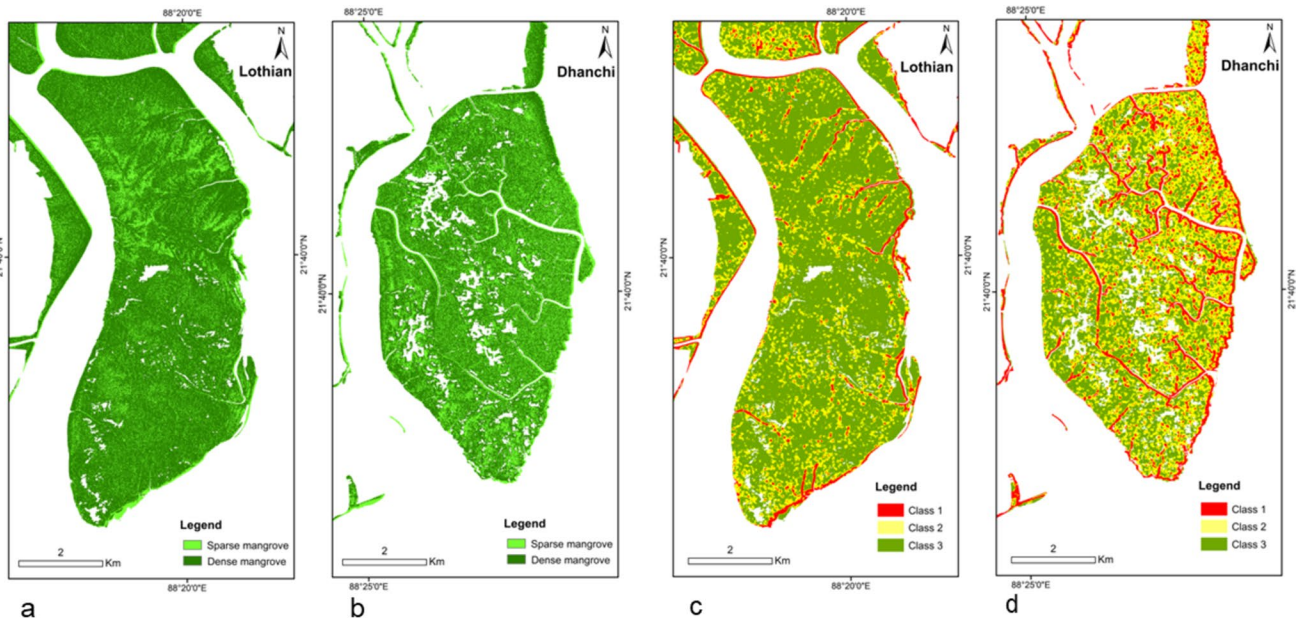 88°20'0"E
N
Lothian
21°40'0"N
Legend
Sparse mangrove
Dense mangrove
2
Km
88°20'0"E
a
88°25'0"E
N
Dhanchi
21°40'0"N
Legend
Sparse mangrove
Dense mangrove
2
Km
88°25'0"E
b
88°20'0"E
N
Lothian
21°40'0"N
Legend
Class 1
Class 2
Class 3
2
Km
88°20'0"E
c
88°25'0"E
N
Dhanchi
21°40'0"N
Legend
Class 1
Class 2
Class 3
2
Km
88°25'0"E
d